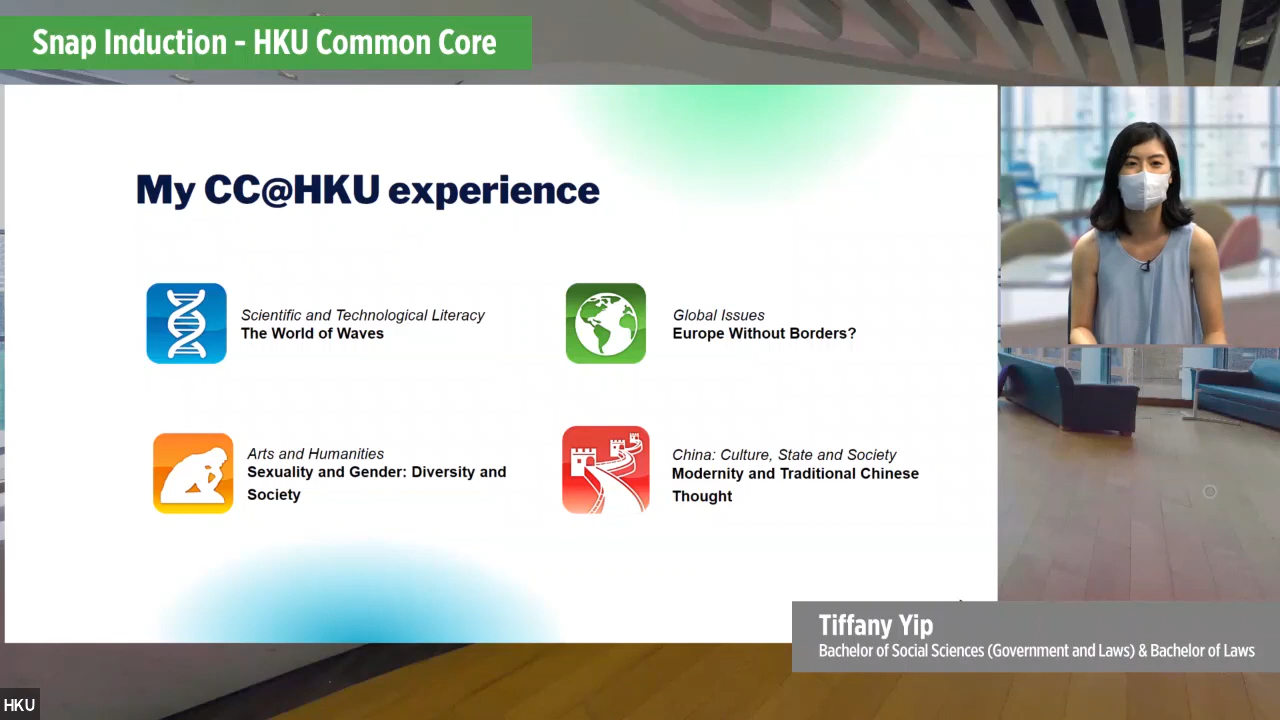 Snap Induction - HKU Common Core
My CC@HKU experience
Scientific and Technological Literacy
The World of Waves
Global Issues
Europe Without Borders?
Arts and Humanities
Sexuality and Gender: Diversity and
Society
China: Culture, State and Society
Modernity and Traditional Chinese
Thought
Tiffany Yip
Bachelor of Social Sciences (Government and Laws) & Bachelor of Laws
HKU